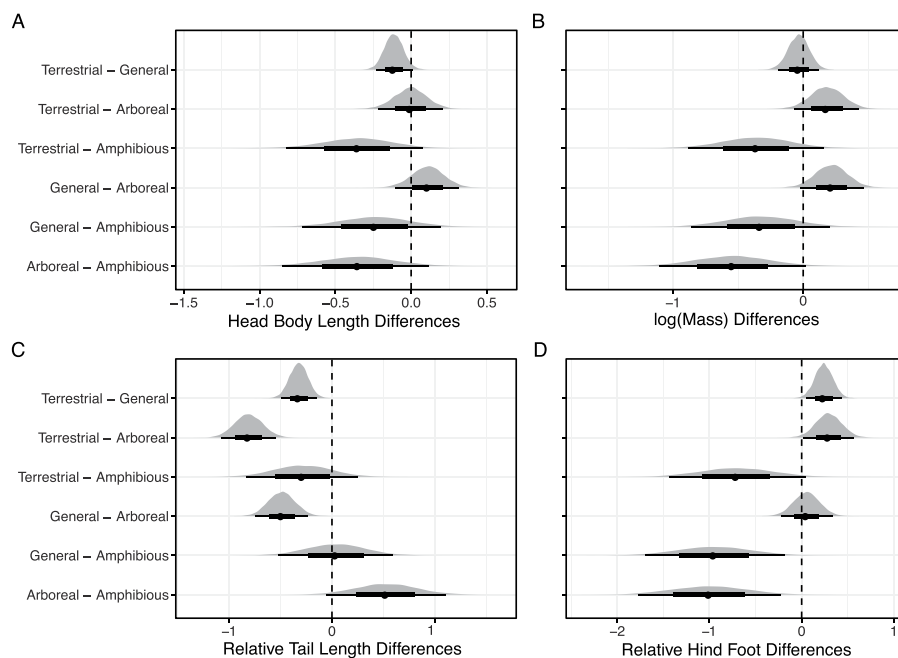 A
B
Terrestrial − General
Terrestrial − Arboreal
Terrestrial − Amphibious
General − Arboreal
General − Amphibious
Arboreal − Amphibious
−1.5 −1.0 −0.5 0.0 0.5
−1 0
Head Body Length Differences
log(Mass) Differences
C
D
Terrestrial − General
Terrestrial − Arboreal
Terrestrial − Amphibious
General − Arboreal
General − Amphibious
Arboreal − Amphibious
−1 0 1
−2 −1 0 1
Relative Tail Length Differences
Relative Hind Foot Differences